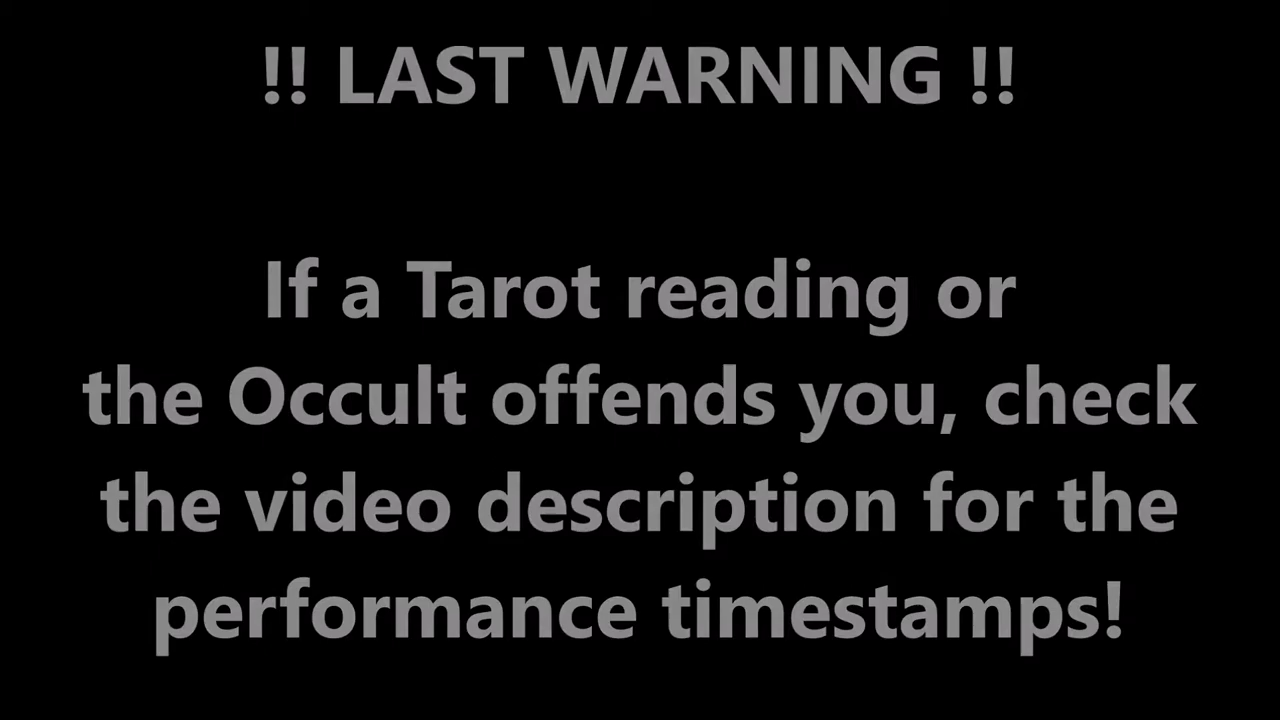 !! LAST WARNING !!
If a Tarot reading or
the Occult offends you, check
the video description for the
performance timestamps!